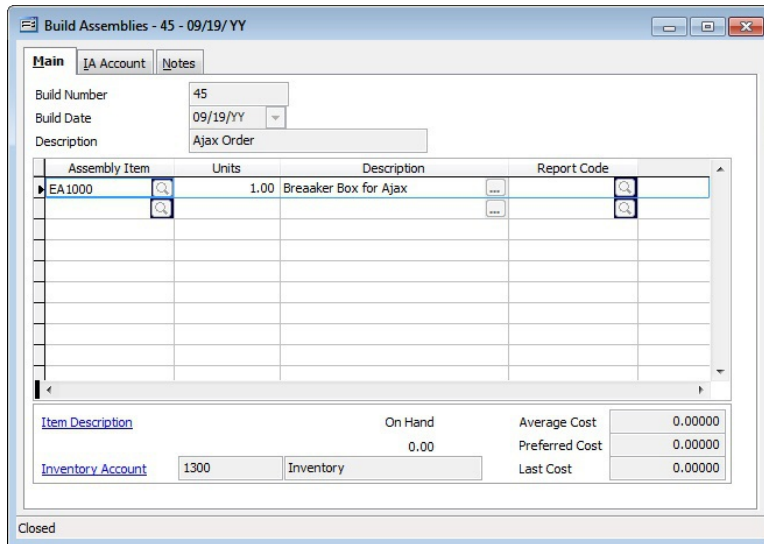 Build Assemblies - 45 - 09/19/ YY
Main IA Account Notes
Build Number 45
Build Date 09/19/YY
Description Ajax Order
Assembly Item Units Description Report Code
EA1000 1.00 Breaaker Box for Ajax ...
...
Item Description On Hand Average Cost 0.00000
0.00 Preferred Cost 0.00000
Inventory Account 1300 Inventory Last Cost 0.00000
Closed